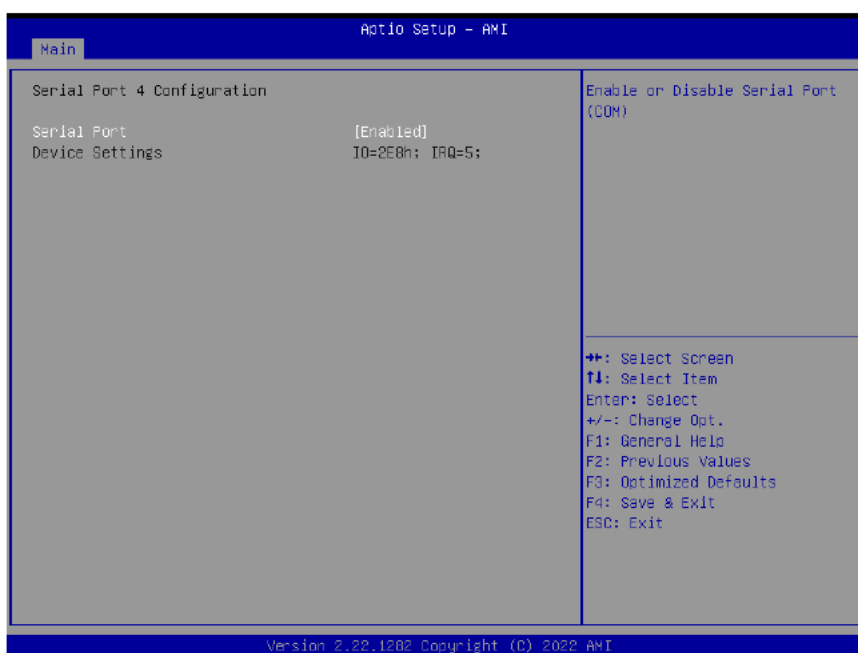 Aptio Setup – AMI
Main
Serial Port 4 Configuration
Serial Port [Enabled]
Device Settings IO=2E8h; IRQ=5;
Enable or Disable Serial Port
(COM)
→←: Select Screen
↑↓: Select Item
Enter: Select
+/-: Change Opt.
F1: General Help
F2: Previous Values
F3: Optimized Defaults
F4: Save & Exit
ESC: Exit
Version 2.22.1282 Copyright (C) 2022 AMI